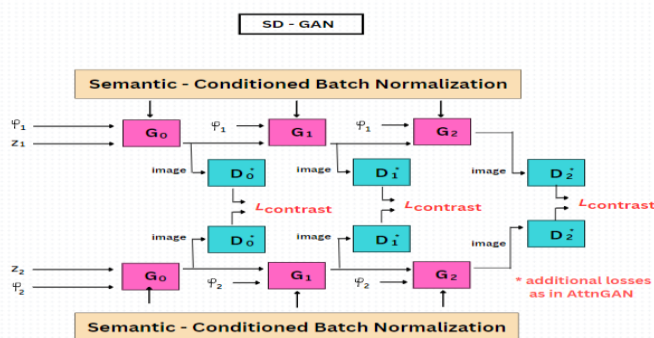 SD - GAN
Semantic - Conditioned Batch Normalization
φ₁
z₁
G₀
φ₁
G₁
φ₁
G₂
image
D₀*
image
D₁*
image
D₂*
Lcontrast
Lcontrast
Lcontrast
image
D₀*
image
D₁*
image
D₂*
z₂
φ₂
G₀
φ₂
G₁
φ₂
G₂
* additional losses
as in AttnGAN
Semantic - Conditioned Batch Normalization